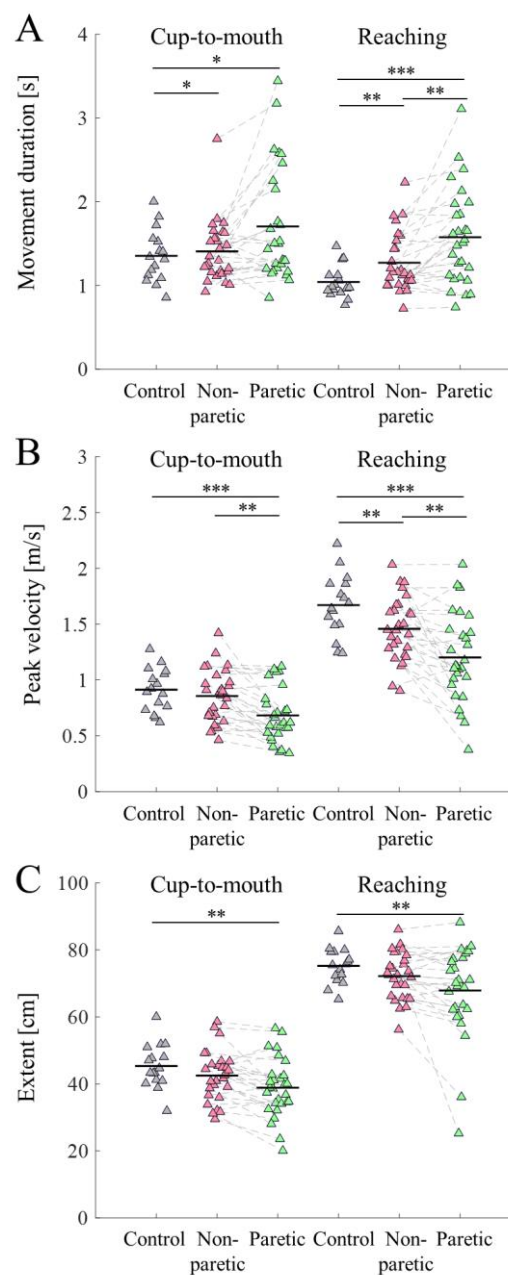 A
Cup-to-mouth Reaching
* ***
* ** **
Movement duration [s]
4
3
2
1
0
Control Non-paretic Paretic Control Non-paretic Paretic
B
Cup-to-mouth Reaching
*** ***
** ** **
Peak velocity [m/s]
3
2.5
2
1.5
1
0.5
0
Control Non-paretic Paretic Control Non-paretic Paretic
C
Cup-to-mouth Reaching
** **
Extent [cm]
100
80
60
40
20
0
Control Non-paretic Paretic Control Non-paretic Paretic